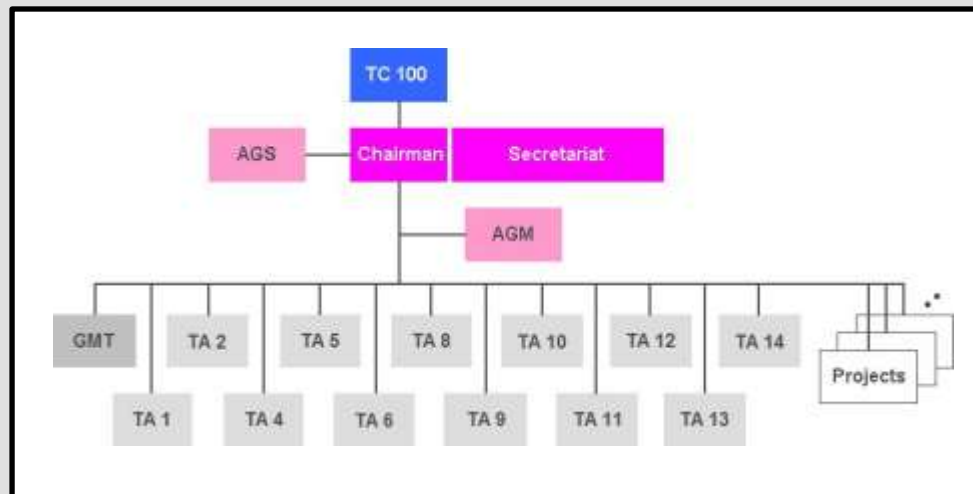 TC 100
AGS
Chairman
Secretariat
AGM
GMT
TA 2
TA 5
TA 8
TA 10
TA 12
TA 14
Projects
TA 1
TA 4
TA 6
TA 9
TA 11
TA 13